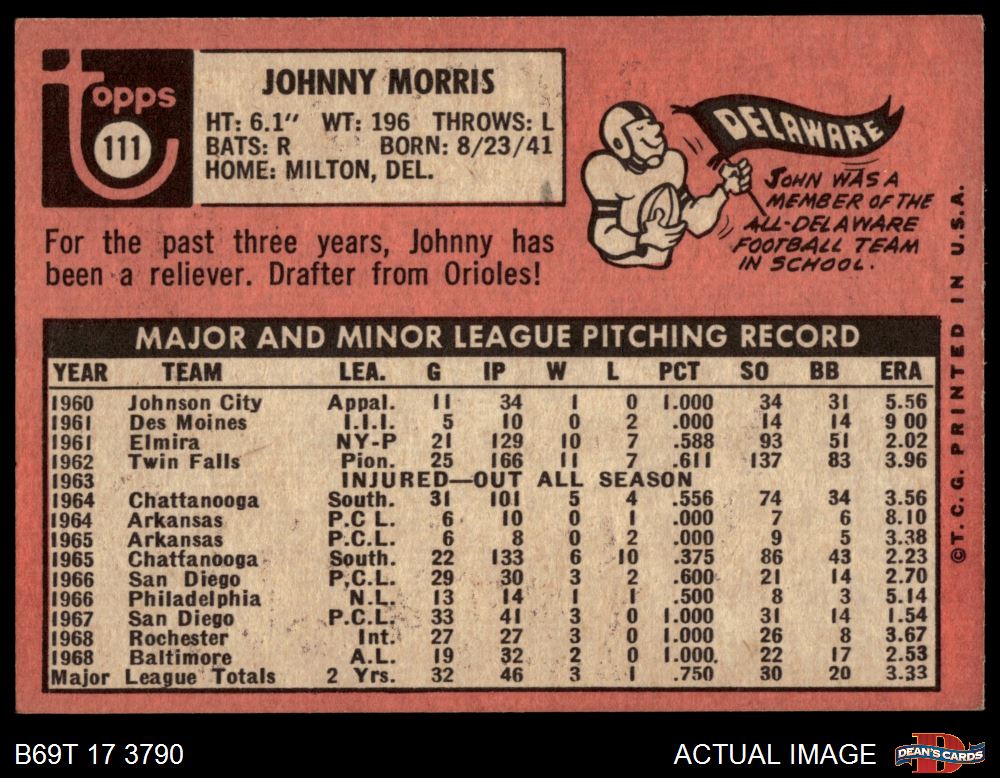 topps
111
JOHNNY MORRIS
HT: 6.1" WT: 196 THROWS: L
BATS: R BORN: 8/23/41
HOME: MILTON, DEL.
For the past three years, Johnny has
been a reliever. Drafter from Orioles!
DELAWARE
JOHN WAS A
MEMBER OF THE
ALL-DELAWARE
FOOTBALL TEAM
IN SCHOOL.
MAJOR AND MINOR LEAGUE PITCHING RECORD
YEAR TEAM LEA. G IP W L PCT SO BB ERA
1960 Johnson City Appal. 11 34 1 0 1.000 34 31 5.56
1961 Des Moines I.I.I. 5 10 0 2 .000 14 14 9 00
1961 Elmira NY-P 21 129 10 7 .588 93 51 2.02
1962 Twin Falls Pion. 25 166 11 7 .611 137 83 3.96
1963 INJURED—OUT ALL SEASON
1964 Chattanooga South. 31 101 5 4 .556 74 34 3.56
1964 Arkansas P.C L. 6 10 0 1 .000 7 6 8.10
1965 Arkansas P.C.L. 6 8 0 2 .000 9 5 3.38
1965 Chattanooga South. 22 133 6 10 .375 86 43 2.23
1966 San Diego P,C.L. 29 30 3 2 .600 21 14 2.70
1966 Philadelphia N.L. 13 14 1 1 .500 8 3 5.14
1967 San Diego P.C.L. 33 41 3 0 1.000 31 14 1.54
1968 Rochester Int. 27 27 3 0 1.000 26 8 3.67
1968 Baltimore A.L. 19 32 2 0 1.000. 22 17 2.53
Major League Totals 2 Yrs. 32 46 3 1 .750 30 20 3.33
©T. C. G. PRINTED IN U.S.A.
B69T 17 3790
ACTUAL IMAGE
D
DEAN'S CARDS